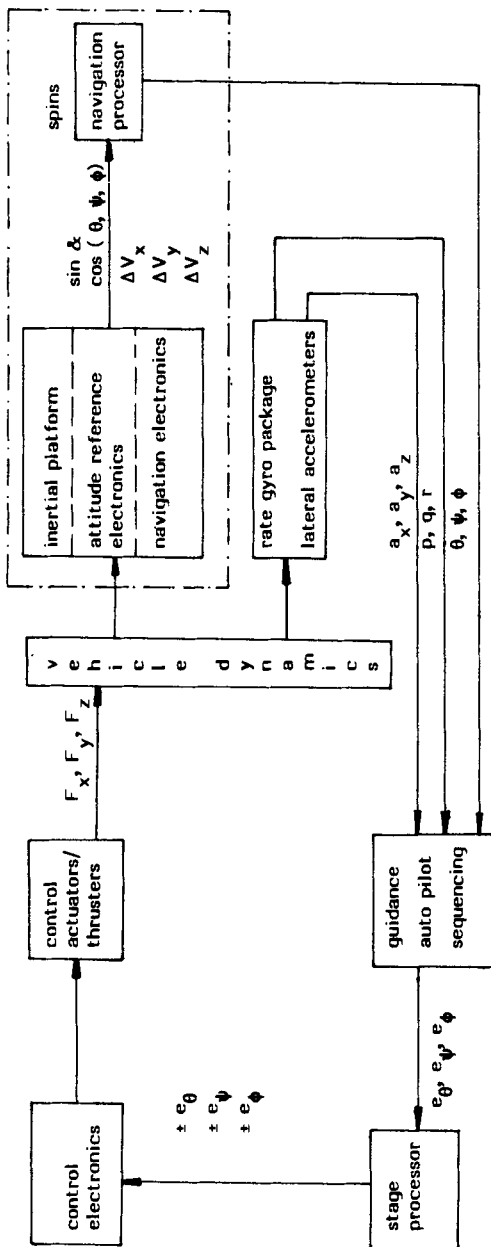 control
electronics
control
actuators/
thrusters
F_x, F_y, F_z
vehicle dynamics
inertial platform
attitude reference
electronics
navigation electronics
sin &
cos ( θ, ψ, ϕ)
ΔV_x
ΔV_y
ΔV_z
spins
navigation
processor
rate gyro package
lateral accelerometers
± e_θ
± e_ψ
± e_ϕ
a_x, a_y, a_z
p, q, r
θ, ψ, ϕ
stage
processor
e_θ, e_ψ, e_ϕ
guidance
auto pilot
sequencing